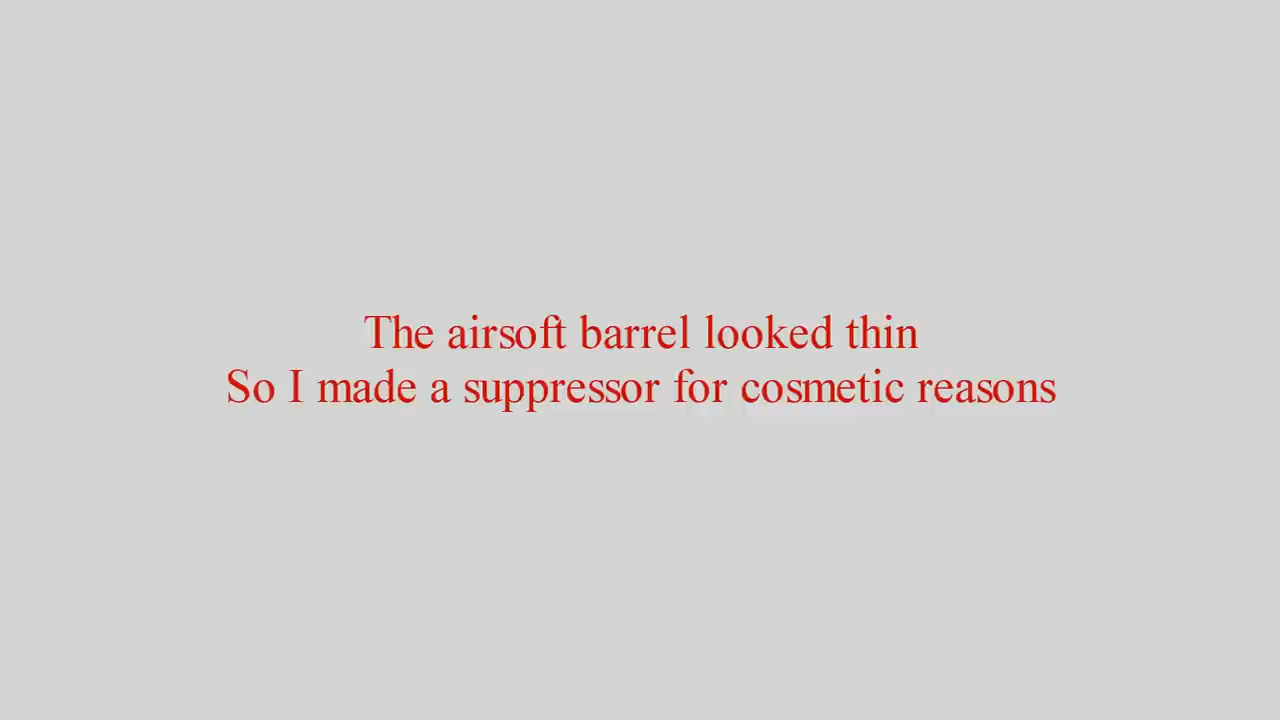 The airsoft barrel looked thin
So I made a suppressor for cosmetic reasons